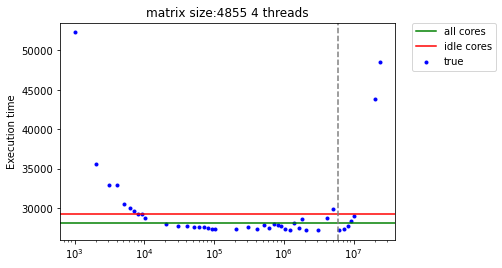 matrix size:4855 4 threads
all cores
idle cores
true
Execution time
50000
45000
40000
35000
30000
10³ 10⁴ 10⁵ 10⁶ 10⁷